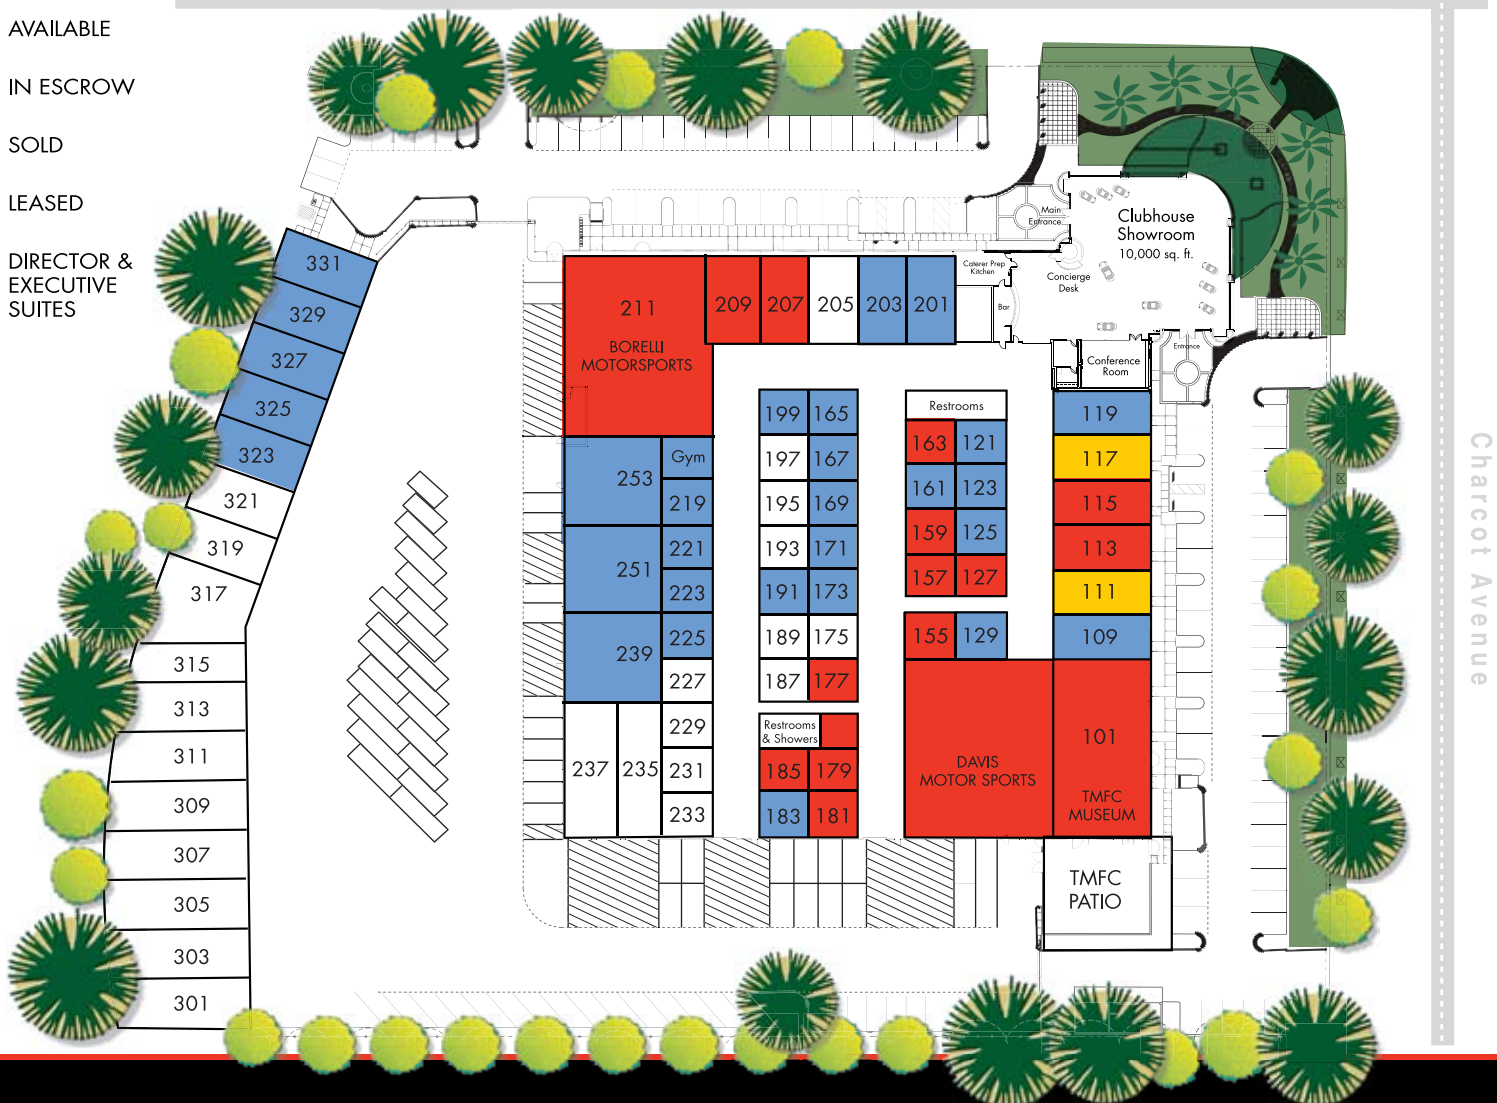 AVAILABLE
IN ESCROW
SOLD
LEASED
DIRECTOR &
EXECUTIVE
SUITES
Main
Entrance
Clubhouse
Showroom
10,000 sq. ft.
Caterer Prep
Kitchen
Concierge
Desk
Bar
Conference
Room
Entrance
331
329
327
325
323
321
319
317
315
313
311
309
307
305
303
301
211
BORELLI
MOTORSPORTS
209
207
205
203
201
253
Gym
219
251
221
223
239
225
227
229
231
233
237
235
199
165
197
167
195
169
193
171
191
173
189
175
187
177
Restrooms
& Showers
185
179
183
181
Restrooms
163
121
161
123
159
125
157
127
155
129
DAVIS
MOTOR SPORTS
119
117
115
113
111
109
101
TMFC
MUSEUM
TMFC
PATIO
Charcot Avenue